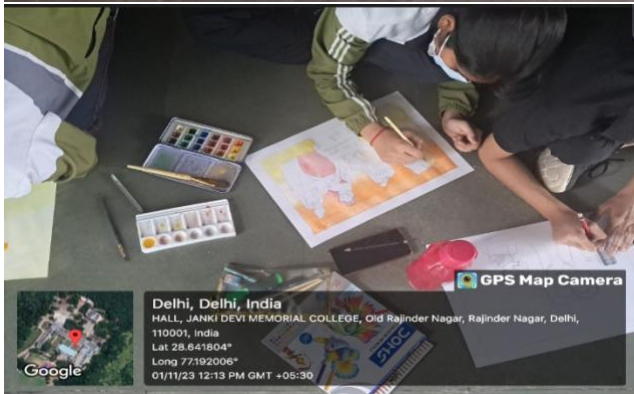 GPS Map Camera
Delhi, Delhi, India
HALL, JANKI DEVI MEMORIAL COLLEGE, Old Rajinder Nagar, Rajinder Nagar, Delhi,
110001, India
Lat 28.641804°
Long 77.192006°
01/11/23 12:13 PM GMT +05:30
Google